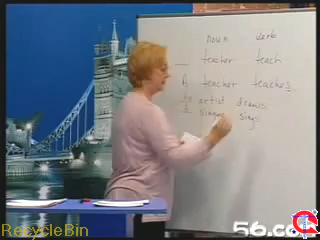 noun verb
— teacher teach
A teacher teaches
An artist draws
A singer sings
56.com
RecycleBin